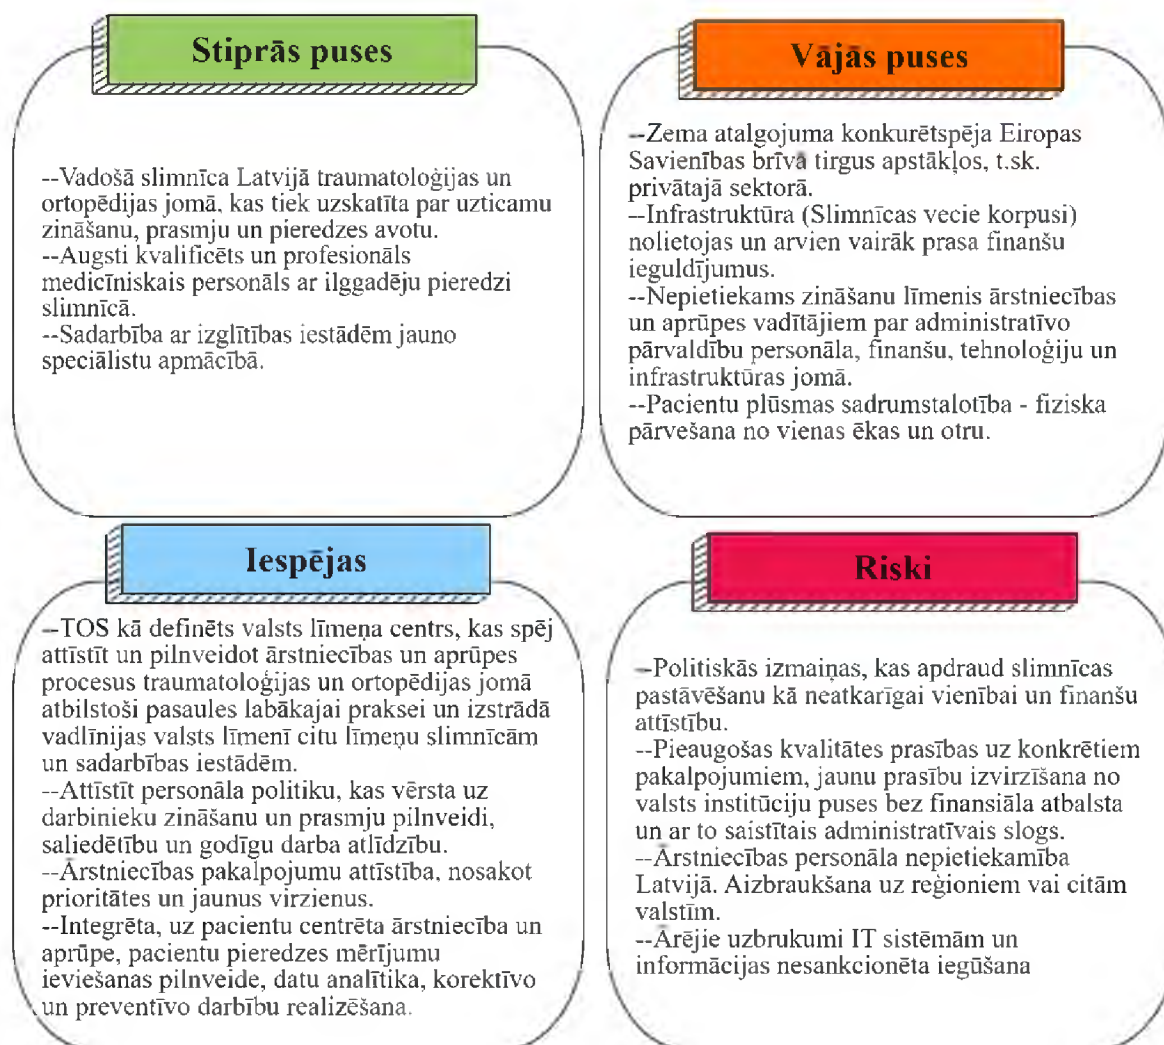 Stiprās puses
--Vadošā slimnīca Latvijā traumatoloģijas un
ortopēdijas jomā, kas tiek uzskatīta par uzticamu
zināšanu, prasmju un pieredzes avotu.
--Augsti kvalificēts un profesionāls
medicīniskais personāls ar ilggadēju pieredzi
slimnīcā.
--Sadarbība ar izglītības iestādēm jauno
speciālistu apmācībā.
Vājās puses
--Zema atalgojuma konkurētspēja Eiropas
Savienības brīvā tirgus apstākļos, t.sk.
privātajā sektorā.
--Infrastruktūra (Slimnīcas vecie korpusi)
nolietojas un arvien vairāk prasa finanšu
ieguldījumus.
--Nepietiekams zināšanu līmenis ārstniecības
un aprūpes vadītājiem par administratīvo
pārvaldību personāla, finanšu, tehnoloģiju un
infrastruktūras jomā.
--Pacientu plūsmas sadrumstalotība - fiziska
pārvešana no vienas ēkas un otru.
Iespējas
--TOS kā definēts valsts līmeņa centrs, kas spēj
attīstīt un pilnveidot ārstniecības un aprūpes
procesus traumatoloģijas un ortopēdijas jomā
atbilstoši pasaules labākajai praksei un izstrādā
vadlīnijas valsts līmenī citu līmeņu slimnīcām
un sadarbības iestādēm.
--Attīstīt personāla politiku, kas vērsta uz
darbinieku zināšanu un prasmju pilnveidi,
saliedētību un godīgu darba atlīdzību.
--Ārstniecības pakalpojumu attīstība, nosakot
prioritātes un jaunus virzienus.
--Integrēta, uz pacientu centrēta ārstniecība un
aprūpe, pacientu pieredzes mērījumu
ieviešanas pilnveide, datu analītika, korektīvo
un preventīvo darbību realizēšana.
Riski
--Politiskās izmaiņas, kas apdraud slimnīcas
pastāvēšanu kā neatkarīgai vienībai un finanšu
attīstību.
--Pieaugošas kvalitātes prasības uz konkrētiem
pakalpojumiem, jaunu prasību izvirzīšana no
valsts institūciju puses bez finansiāla atbalsta
un ar to saistītais administratīvais slogs.
--Ārstniecības personāla nepietiekamība
Latvijā. Aizbraukšana uz reģioniem vai citām
valstīm.
--Ārējie uzbrukumi IT sistēmām un
informācijas nesankcionēta iegūšana